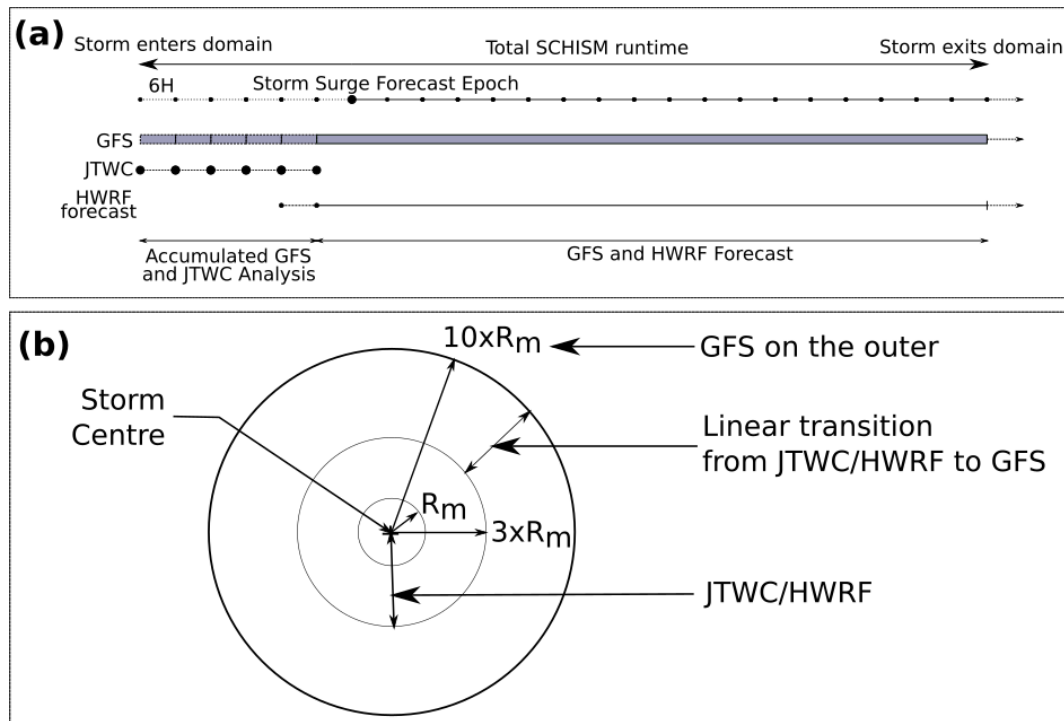 (a)
Storm enters domain
Total SCHISM runtime
Storm exits domain
6H
Storm Surge Forecast Epoch
GFS
JTWC
HWRF
forecast
Accumulated GFS
and JTWC Analysis
GFS and HWRF Forecast
(b)
10xRm
GFS on the outer
Storm
Centre
Linear transition
from JTWC/HWRF to GFS
Rm
3xRm
JTWC/HWRF